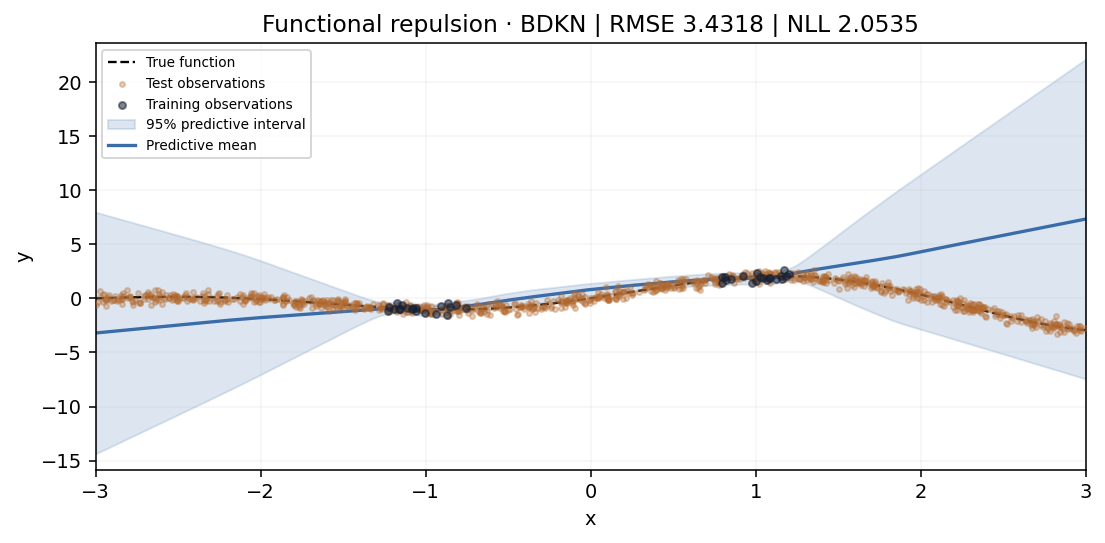 Functional repulsion · BDKN | RMSE 3.4318 | NLL 2.0535
True function
Test observations
Training observations
95% predictive interval
Predictive mean
y
20
15
10
5
0
−5
−10
−15
−3
−2
−1
0
1
2
3
x